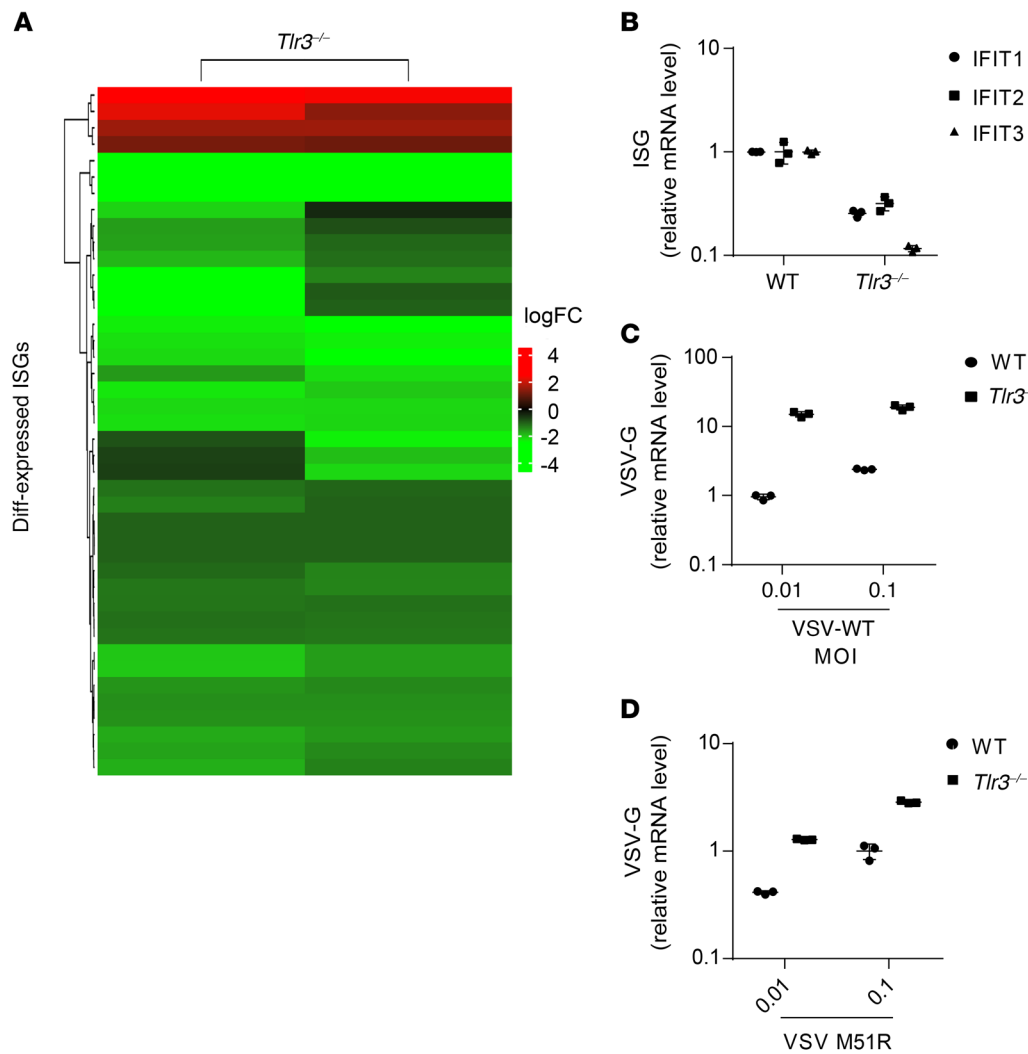 A
Tlr3–/–
Diff-expressed ISGs
logFC
4
2
0
−2
−4
B
ISG
(relative mRNA level)
10
1
0.1
WT
Tlr3–/–
IFIT1
IFIT2
IFIT3
C
VSV-G
(relative mRNA level)
100
10
1
0.1
0.01
0.1
VSV-WT
MOI
WT
Tlr3-
D
VSV-G
(relative mRNA level)
10
1
0.1
0.01
0.1
VSV M51R
WT
Tlr3–/–